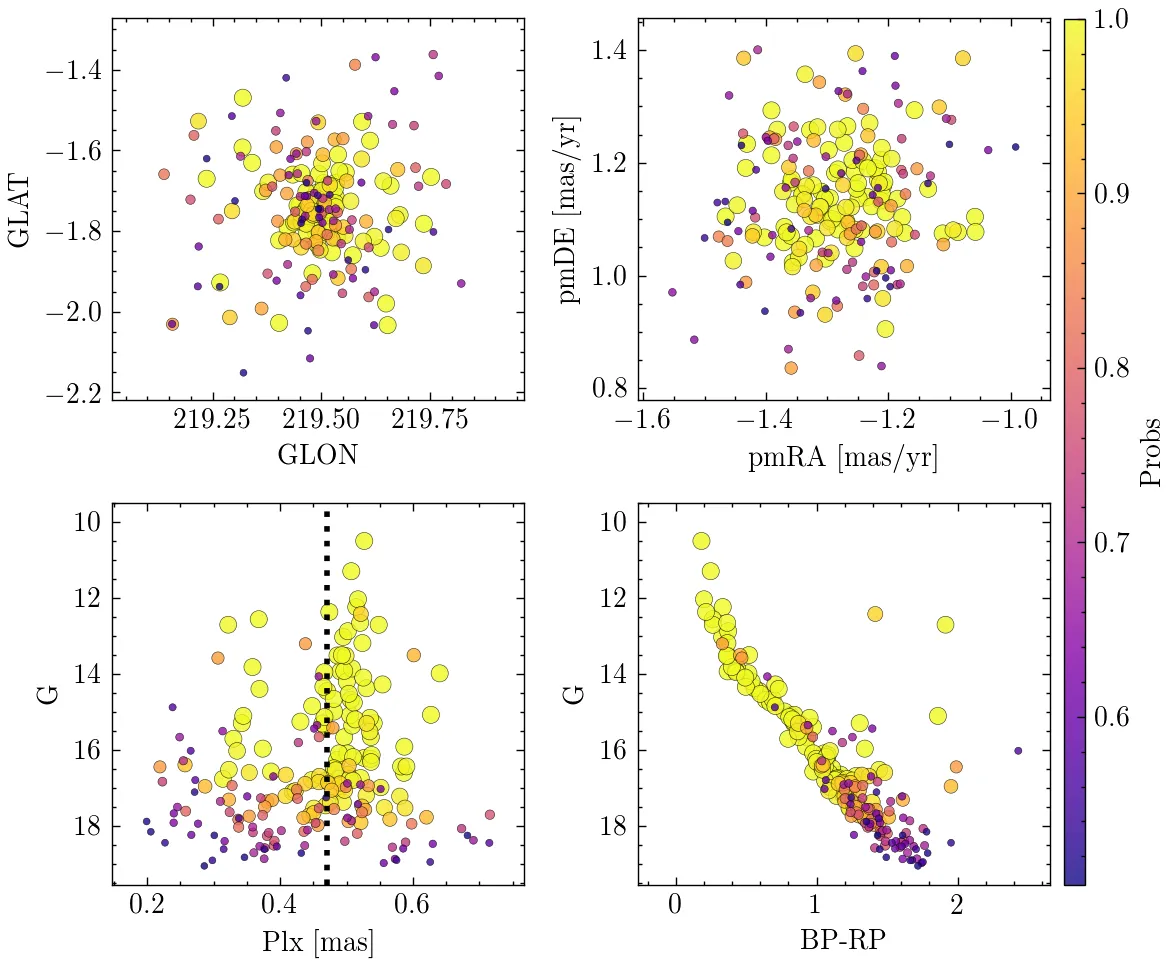 −1.4
−1.6
−1.8
−2.0
−2.2
GLAT
219.25 219.50 219.75
GLON
1.4
1.2
1.0
0.8
pmDE [mas/yr]
−1.6 −1.4 −1.2 −1.0
pmRA [mas/yr]
1.0
0.9
0.8
0.7
0.6
Probs
10
12
14
16
18
G
0.2 0.4 0.6
Plx [mas]
10
12
14
16
18
G
0 1 2
BP-RP